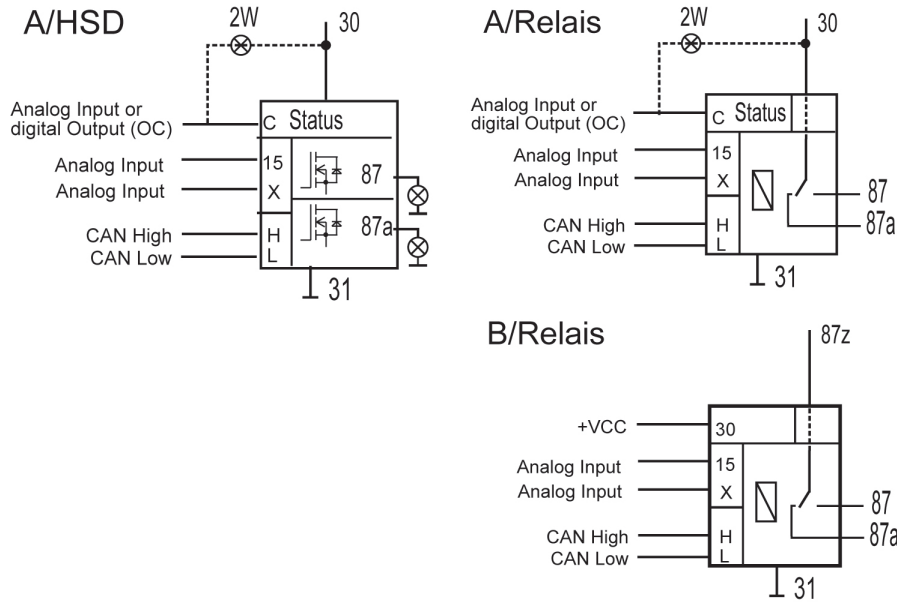 A/HSD
2W
30
Analog Input or
digital Output (OC)
C Status
Analog Input
15
87
Analog Input
X
87a
CAN High
H
CAN Low
L
31
A/Relais
2W
30
Analog Input or
digital Output (OC)
C Status
Analog Input
15
Analog Input
X
87
87a
CAN High
H
CAN Low
L
31
B/Relais
87z
+VCC
30
Analog Input
15
Analog Input
X
87
87a
CAN High
H
CAN Low
L
31